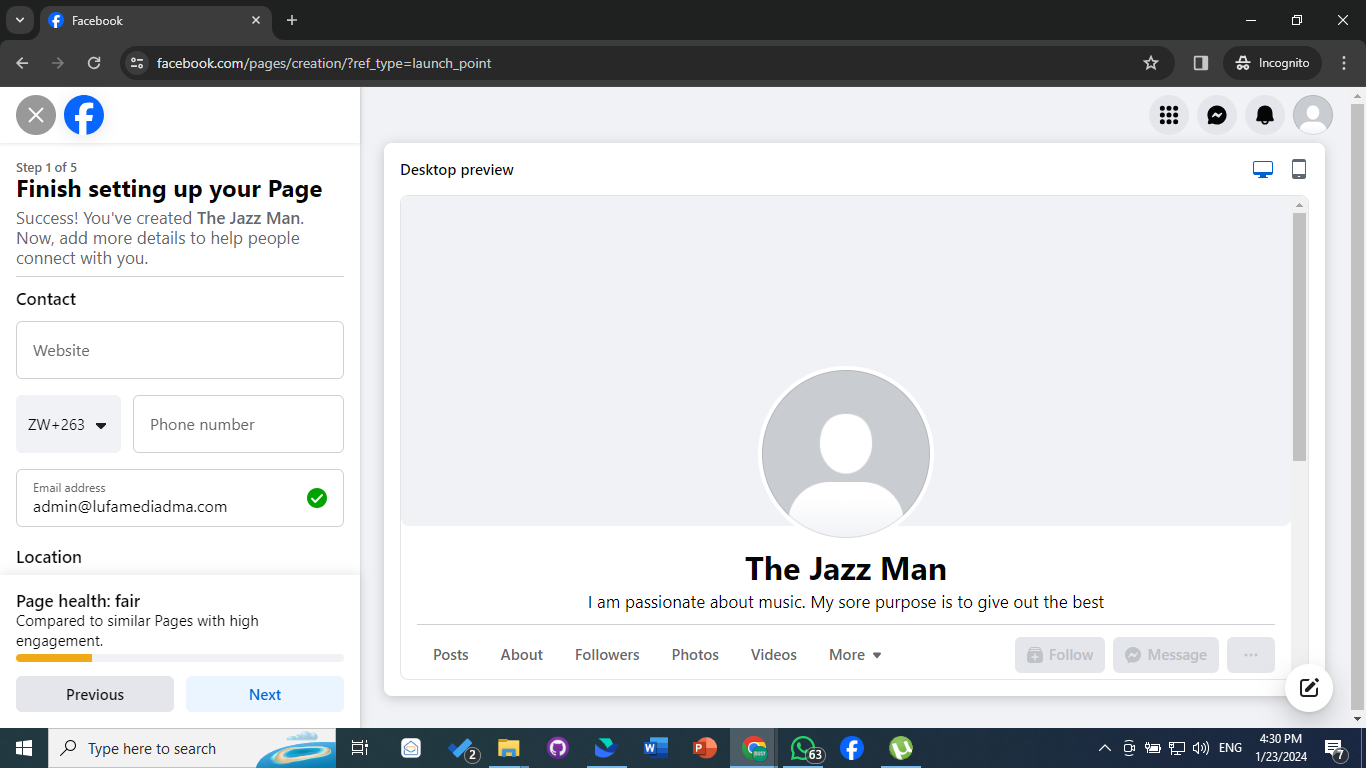 Facebook
facebook.com/pages/creation/?ref_type=launch_point
Incognito
Step 1 of 5
Finish setting up your Page
Success! You've created The Jazz Man.
Now, add more details to help people
connect with you.
Contact
Website
ZW+263
Phone number
Email address
admin@lufamediadma.com
Location
Page health: fair
Compared to similar Pages with high
engagement.
Previous
Next
Desktop preview
The Jazz Man
I am passionate about music. My sore purpose is to give out the best
Posts
About
Followers
Photos
Videos
More
Follow
Message
Type here to search
2
63
ENG
4:30 PM
1/23/2024
7